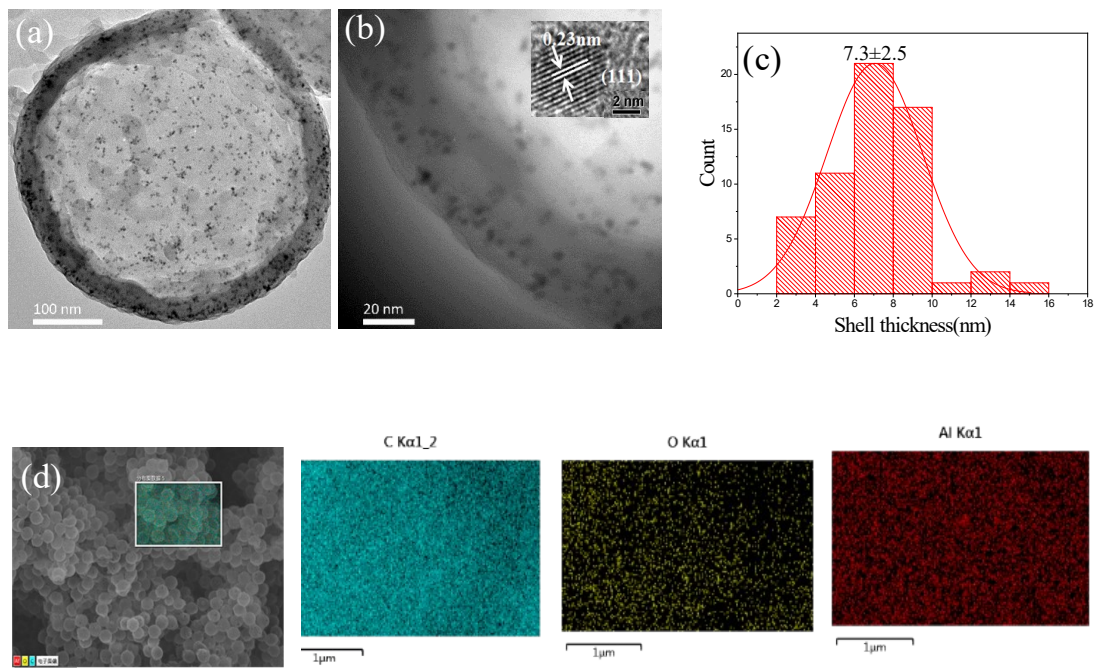 (a)
100 nm
(b)
0.23nm
(111)
2 nm
20 nm
(c)
7.3±2.5
20
15
10
5
0
Count
0 2 4 6 8 10 12 14 16 18
Shell thickness(nm)
(d)
C Kα1_2
1μm
O Kα1
1μm
Al Kα1
1μm